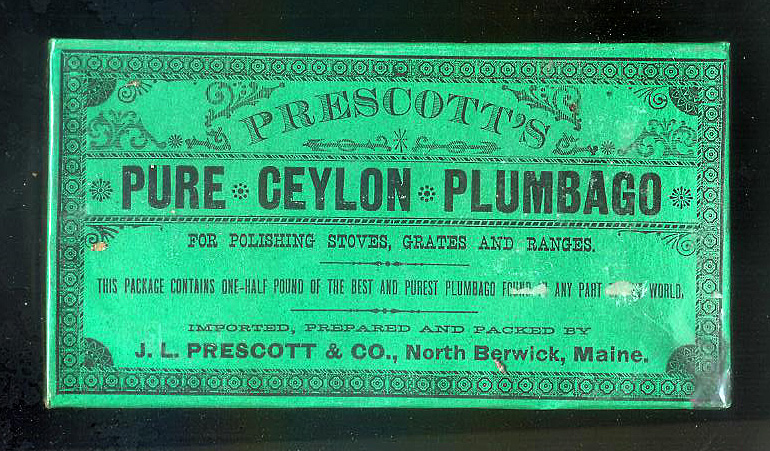 PRESCOTT'S
PURE CEYLON PLUMBAGO
FOR POLISHING STOVES, GRATES AND RANGES.
THIS PACKAGE CONTAINS ONE-HALF POUND OF THE BEST AND PUREST PLUMBAGO FOUND ANY PART WORLD.
IMPORTED, PREPARED AND PACKED BY
J. L. PRESCOTT & CO., North Berwick, Maine.